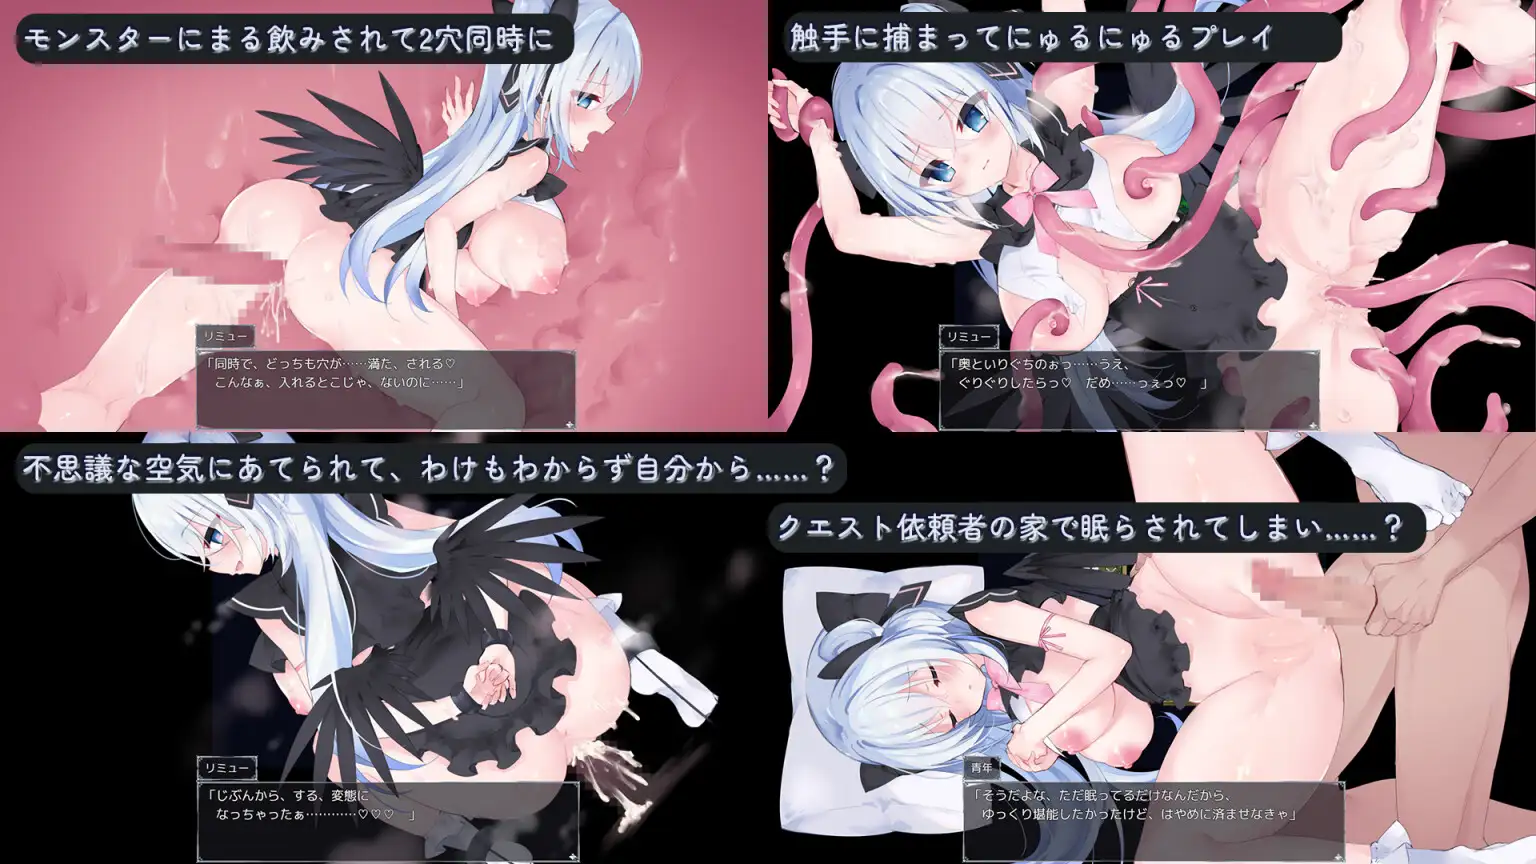 モンスターにまる飲みされて2穴同時に
リミュー
「同時で、どっちも穴が……満た、される♡
こんなぁ、入れるとこじゃ、ないのに……」
触手に捕まってにゅるにゅるプレイ
リミュー
「奥といりぐちのぉっ……うえ、
ぐりぐりしたらっ♡ だめ……っぇっ♡ 」
不思議な空気にあてられて、わけもわからず自分から……？
リミュー
「じぶんから、する、変態に
なっちゃったぁ…………♡♡♡ 」
クエスト依頼者の家で眠らされてしまい……？
青年
「そうだよな、ただ眠ってるだけなんだから、
ゆっくり堪能したかったけど、はやめに済ませなきゃ」